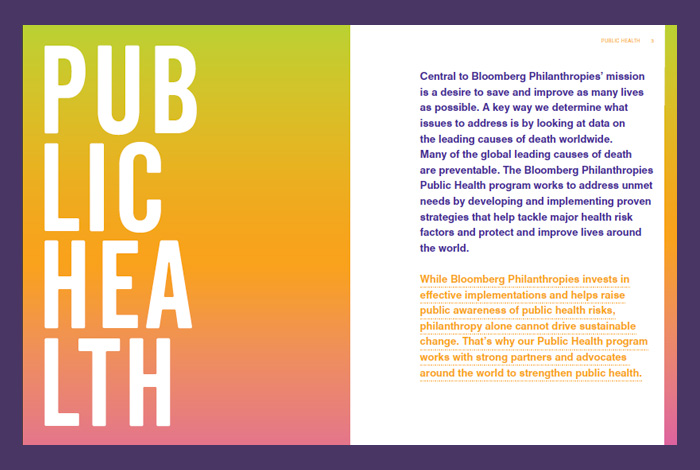 PUB
LIC
HEA
LTH
PUBLIC HEALTH
Central to Bloomberg Philanthropies’ mission
is a desire to save and improve as many lives
as possible. A key way we determine what
issues to address is by looking at data on
the leading causes of death worldwide.
Many of the global leading causes of death
are preventable. The Bloomberg Philanthropies
Public Health program works to address unmet
needs by developing and implementing proven
strategies that help tackle major health risk
factors and protect and improve lives around
the world.
While Bloomberg Philanthropies invests in
effective implementations and helps raise
public awareness of public health risks,
philanthropy alone cannot drive sustainable
change. That’s why our Public Health program
works with strong partners and advocates
around the world to strengthen public health.